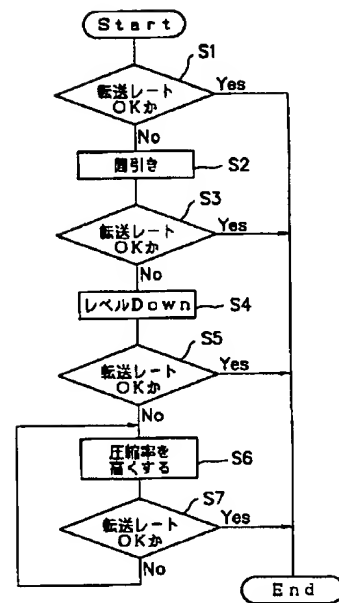 Start
S1
転送レート
OKか
Yes
No
間引き
S2
S3
転送レート
OKか
Yes
No
レベルDown
S4
S5
転送レート
OKか
Yes
No
圧縮率を
高くする
S6
S7
転送レート
OKか
Yes
No
End